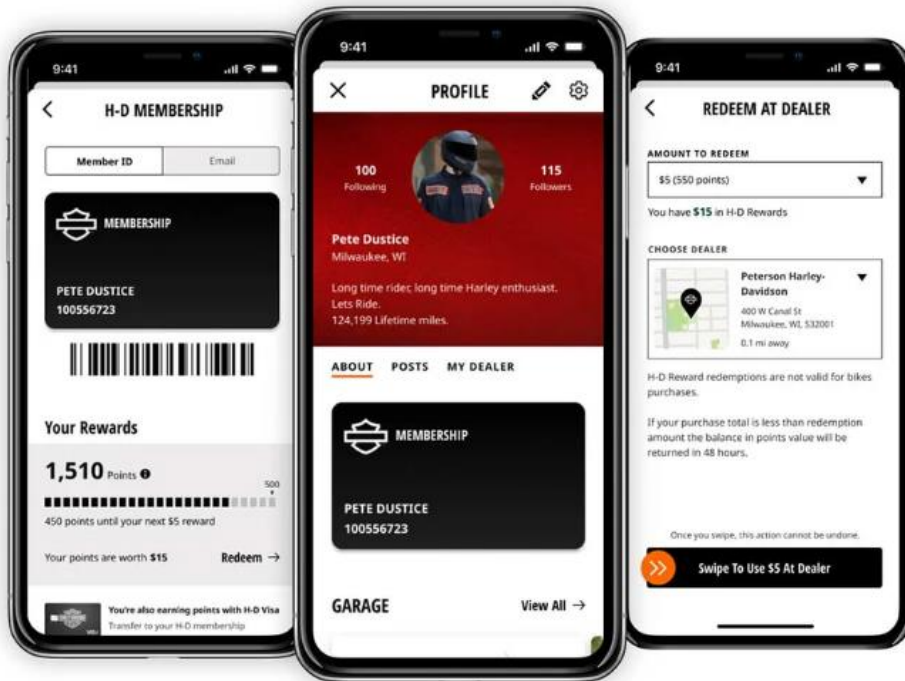 9:41
H-D MEMBERSHIP
Member ID
Email
MEMBERSHIP
PETE DUSTICE
100556723
Your Rewards
1,510 Points
500
450 points until your next $5 reward
Your points are worth $15
Redeem →
You're also earning points with H-D Visa
Transfer to your H-D membership
9:41
PROFILE
100
Following
115
Followers
Pete Dustice
Milwaukee, WI
Long time rider, long time Harley enthusiast.
Lets Ride.
124,199 Lifetime miles.
ABOUT POSTS MY DEALER
MEMBERSHIP
PETE DUSTICE
100556723
GARAGE
View All →
9:41
REDEEM AT DEALER
AMOUNT TO REDEEM
$5 (550 points)
You have $15 in H-D Rewards
CHOOSE DEALER
Peterson Harley-
Davidson
400 W Canal St
Milwaukee, WI, 532001
0.1 mi away
H-D Reward redemptions are not valid for bikes
purchases.
If your purchase total is less than redemption
amount the balance in points value will be
returned in 48 hours.
Once you swipe, this action cannot be undone.
Swipe To Use $5 At Dealer